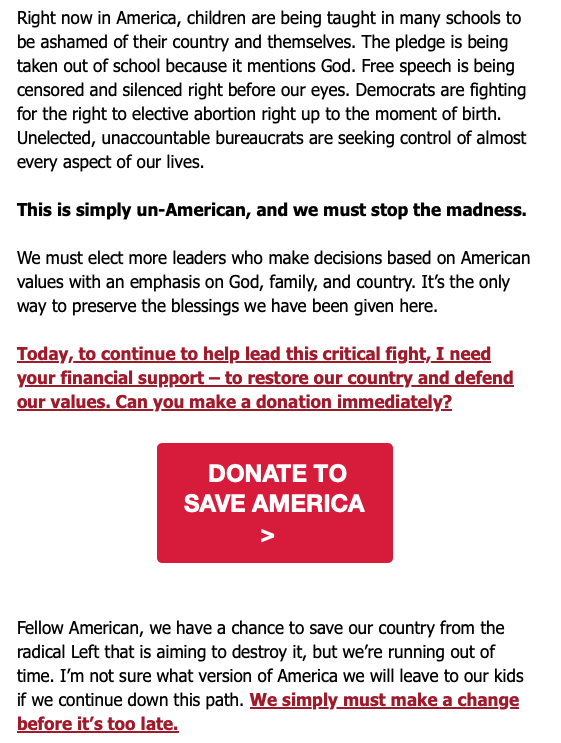 Right now in America, children are being taught in many schools to
be ashamed of their country and themselves. The pledge is being
taken out of school because it mentions God. Free speech is being
censored and silenced right before our eyes. Democrats are fighting
for the right to elective abortion right up to the moment of birth.
Unelected, unaccountable bureaucrats are seeking control of almost
every aspect of our lives.
This is simply un-American, and we must stop the madness.
We must elect more leaders who make decisions based on American
values with an emphasis on God, family, and country. It’s the only
way to preserve the blessings we have been given here.
Today, to continue to help lead this critical fight, I need
your financial support – to restore our country and defend
our values. Can you make a donation immediately?
DONATE TO
SAVE AMERICA
>
Fellow American, we have a chance to save our country from the
radical Left that is aiming to destroy it, but we’re running out of
time. I’m not sure what version of America we will leave to our kids
if we continue down this path. We simply must make a change
before it’s too late.